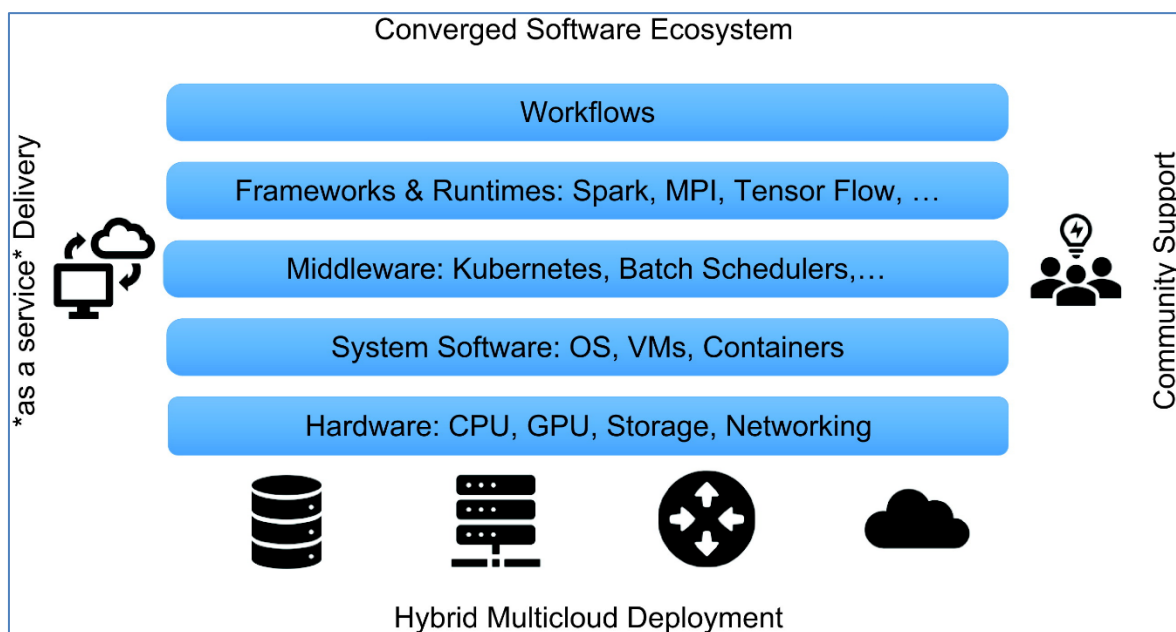 Converged Software Ecosystem
Workflows
Frameworks & Runtimes: Spark, MPI, Tensor Flow, …
Middleware: Kubernetes, Batch Schedulers,…
System Software: OS, VMs, Containers
Hardware: CPU, GPU, Storage, Networking
*as a service* Delivery
Community Support
Hybrid Multicloud Deployment